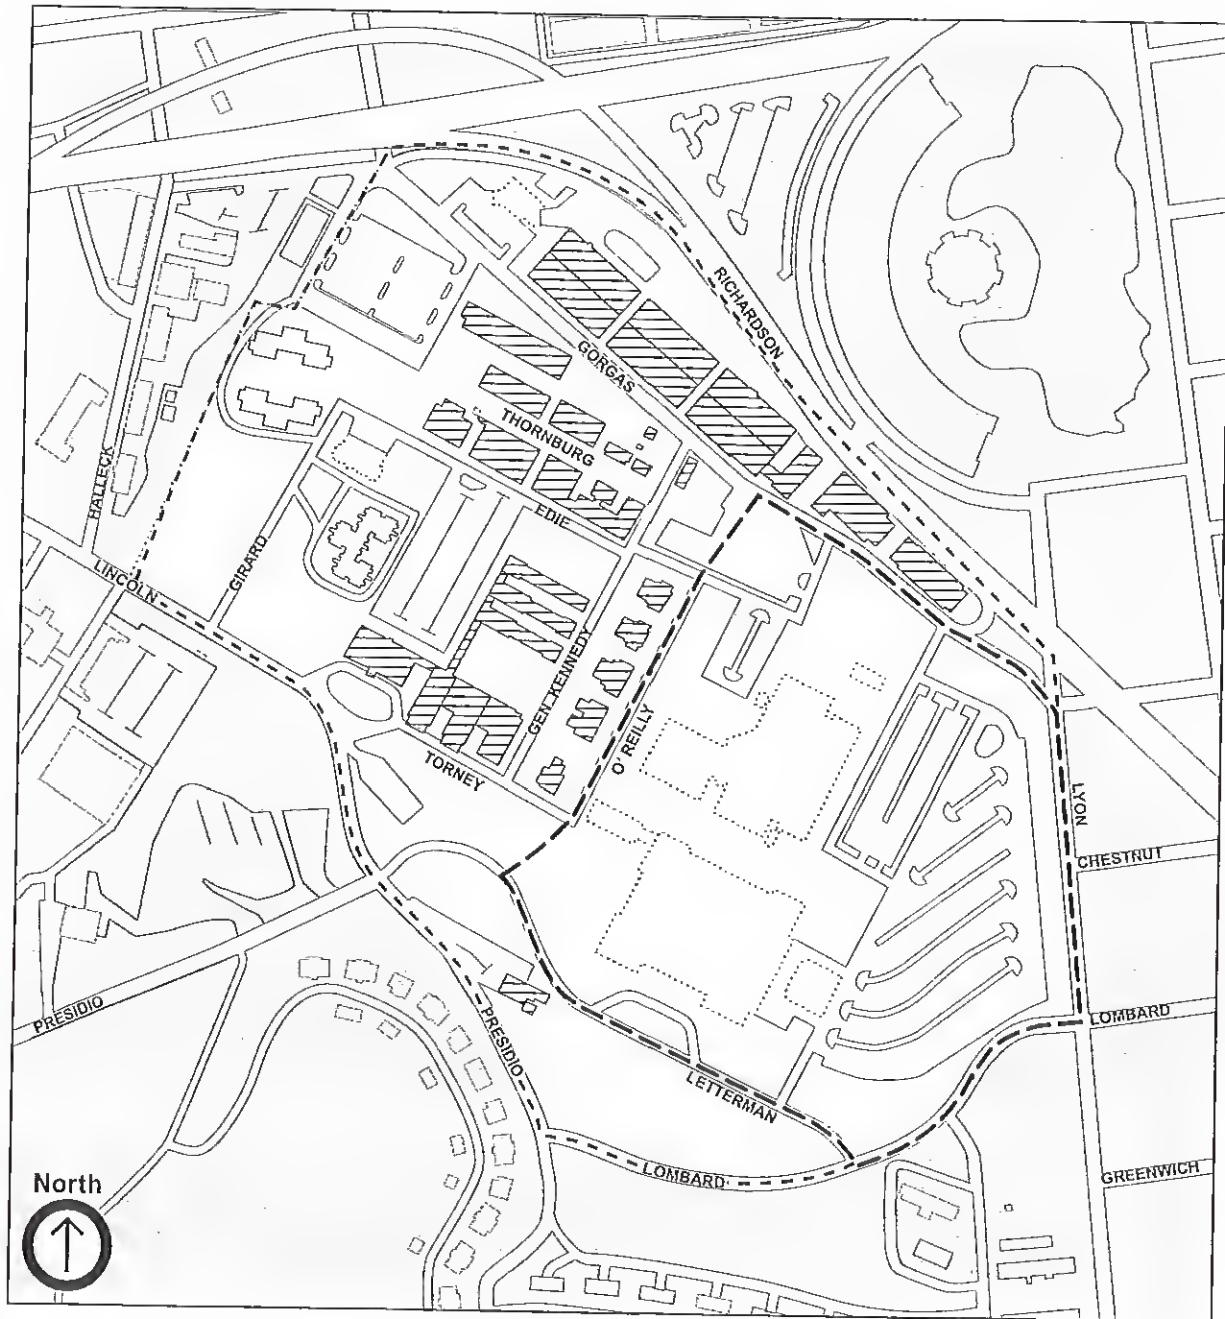 RICHARDSON
GORGAS
THORNBURG
EDIE
HALLECK
LINCOLN
GIRARD
GEN. KENNEDY
O' REILLY
TORNEY
LYON
CHESTNUT
PRESIDIO
PRESIDIO
LOMBARD
LETTERMAN
LOMBARD
GREENWICH
North